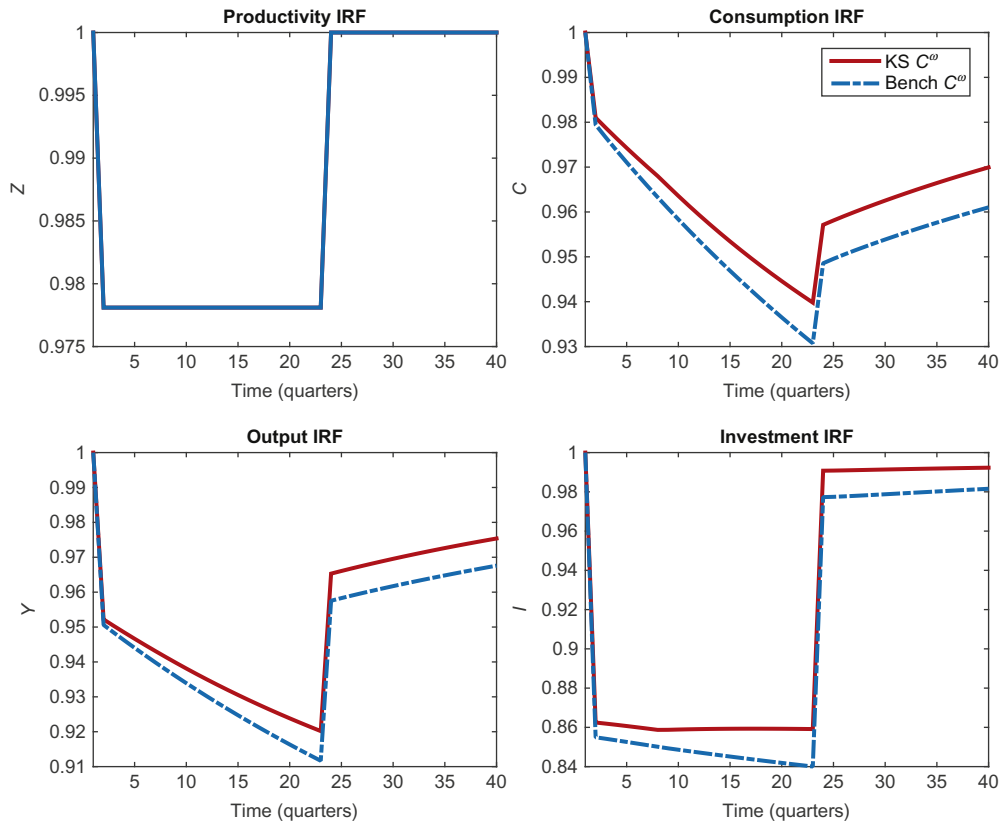 Productivity IRF
1
0.995
0.99
0.985
0.98
0.975
Z
5 10 15 20 25 30 35 40
Time (quarters)
Consumption IRF
1
0.99
0.98
0.97
0.96
0.95
0.94
0.93
C
KS C^ω
Bench C^ω
5 10 15 20 25 30 35 40
Time (quarters)
Output IRF
1
0.99
0.98
0.97
0.96
0.95
0.94
0.93
0.92
0.91
Y
5 10 15 20 25 30 35 40
Time (quarters)
Investment IRF
1
0.98
0.96
0.94
0.92
0.9
0.88
0.86
0.84
I
5 10 15 20 25 30 35 40
Time (quarters)